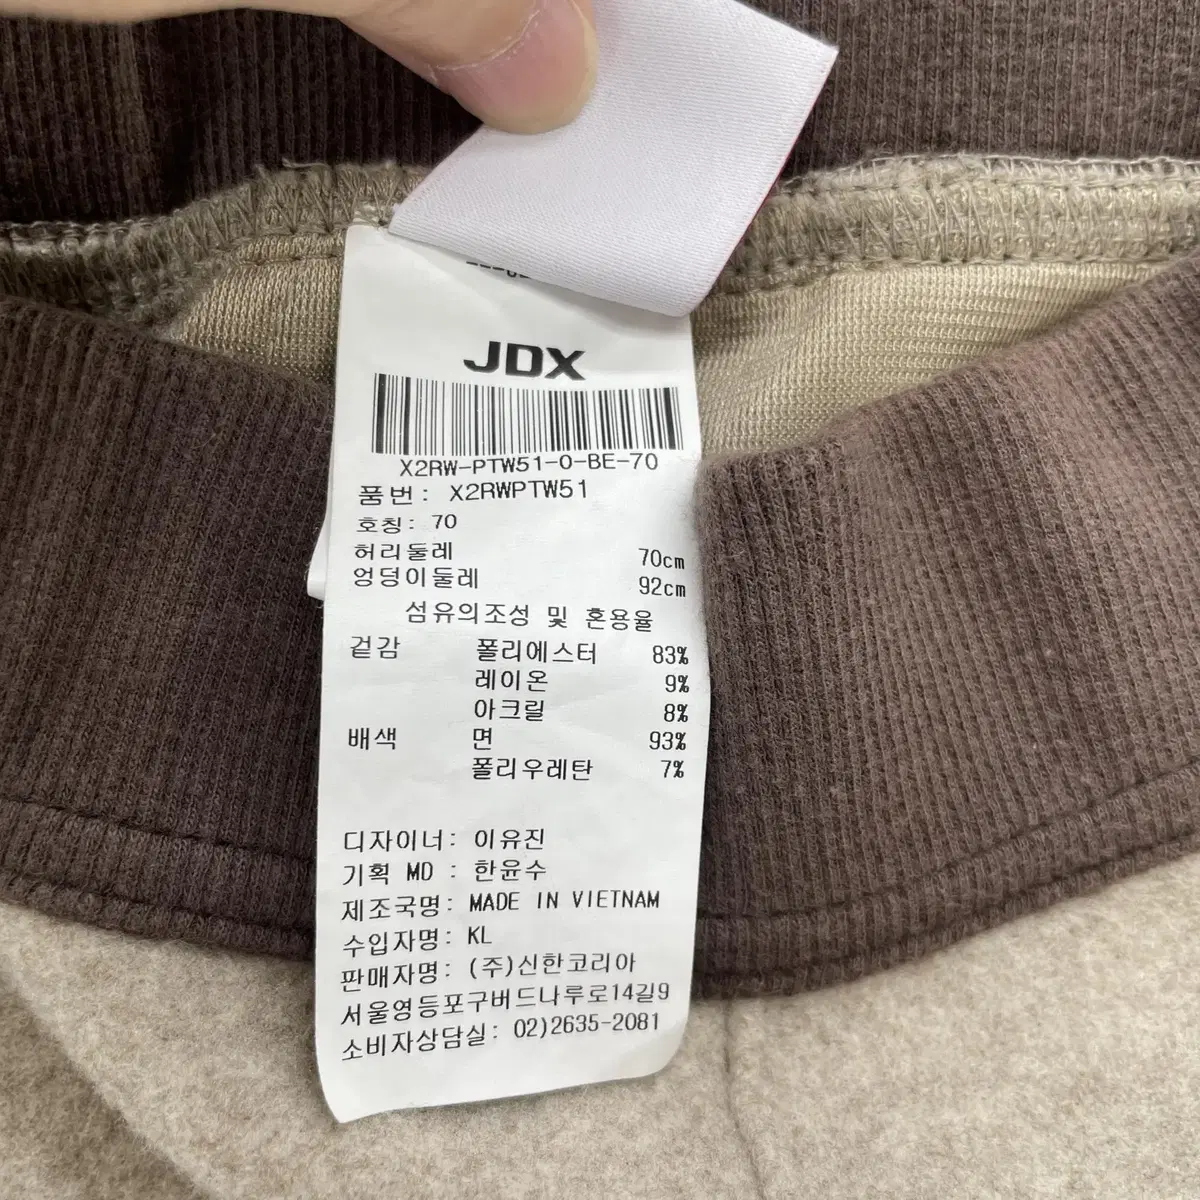 JDX
X2RW-PTW51-0-BE-70
품번: X2RWPTW51
호칭: 70
허리둘레 70cm
엉덩이둘레 92cm
섬유의조성 및 혼용율
겉감 폴리에스터 83%
레이온 9%
아크릴 8%
배색 면 93%
폴리우레탄 7%
디자이너: 이유진
기획 MD : 한윤수
제조국명: MADE IN VIETNAM
수입자명: KL
판매자명: (주)신한코리아
서울영등포구버드나루로14길9
소비자상담실: 02)2635-2081